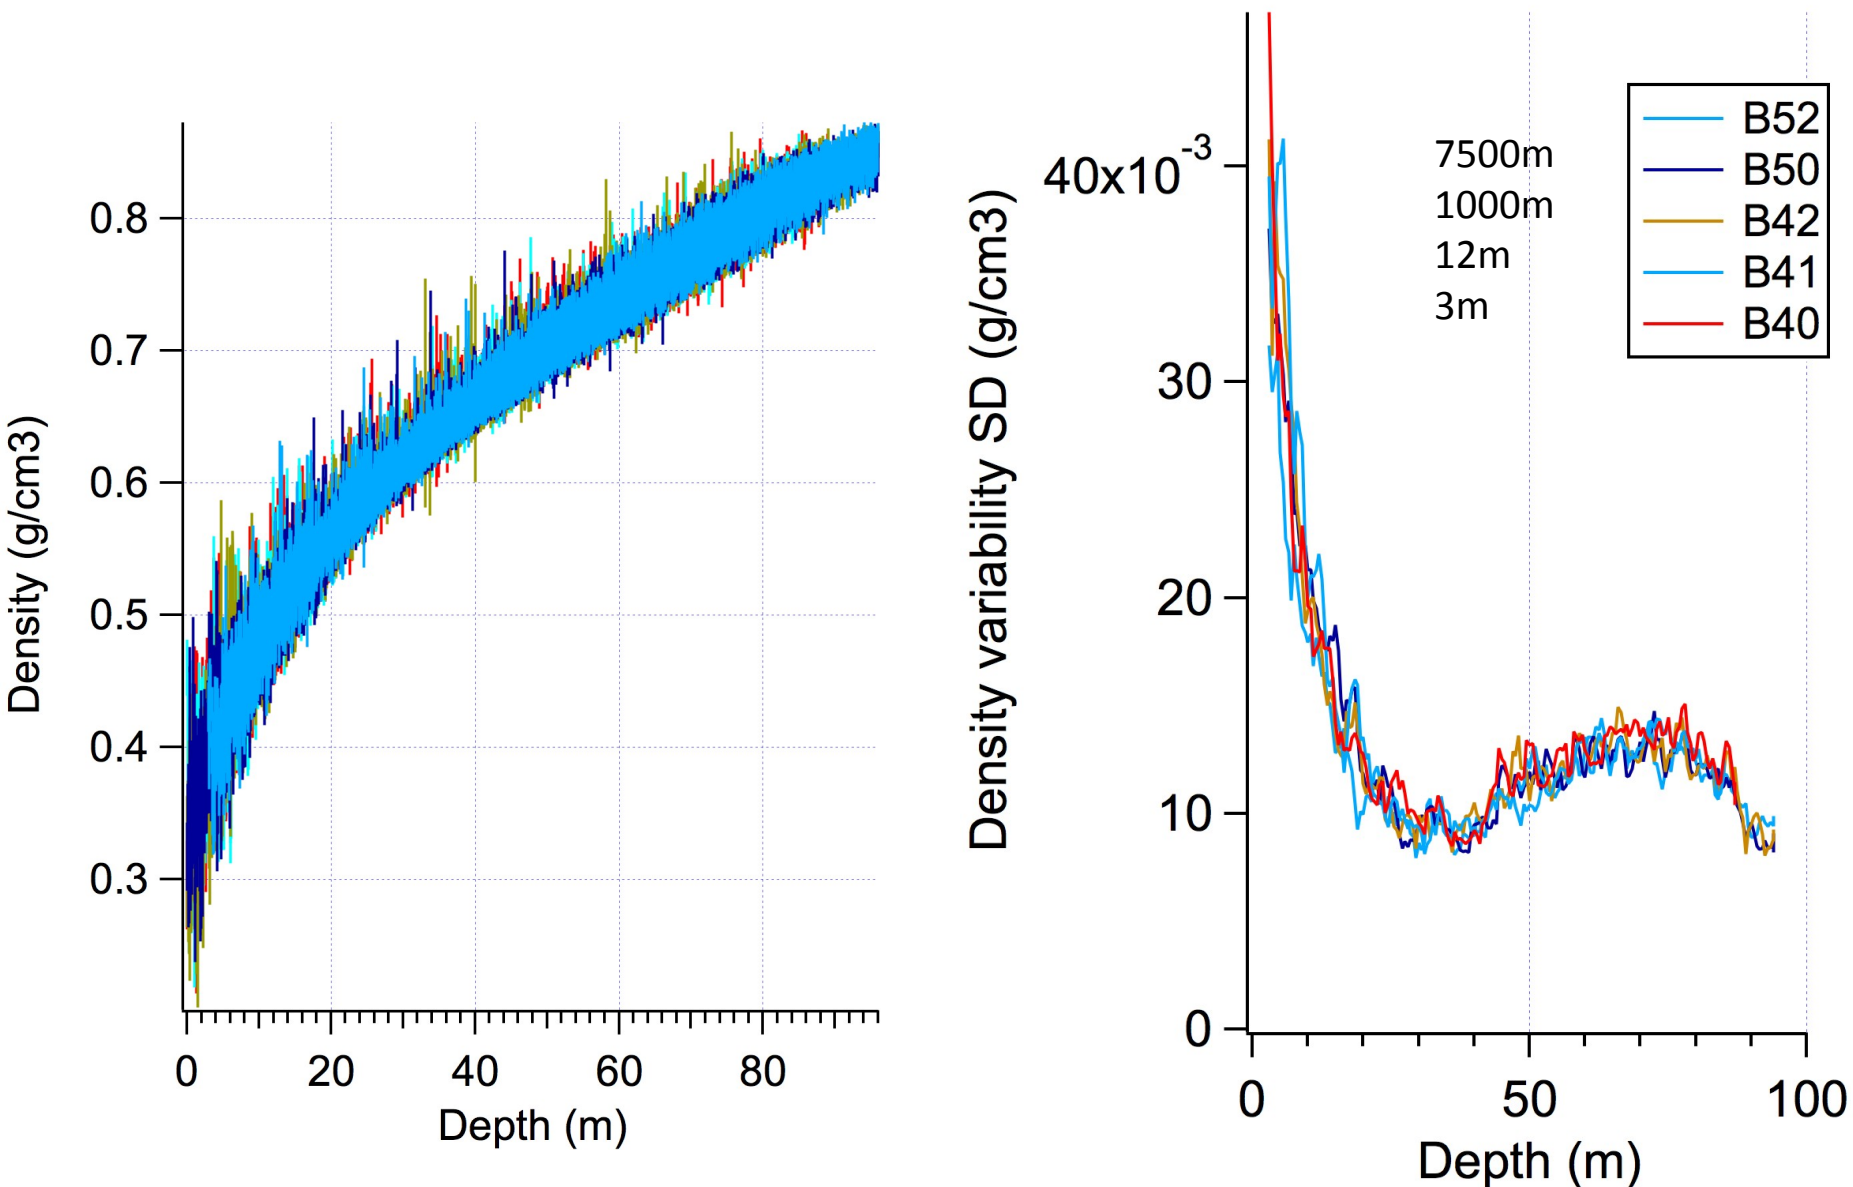 Density (g/cm3)
0.8
0.7
0.6
0.5
0.4
0.3
0 20 40 60 80
Depth (m)
Density variability SD (g/cm3)
40x10-3
30
20
10
0
0 50 100
Depth (m)
7500m
1000m
12m
3m
B52
B50
B42
B41
B40